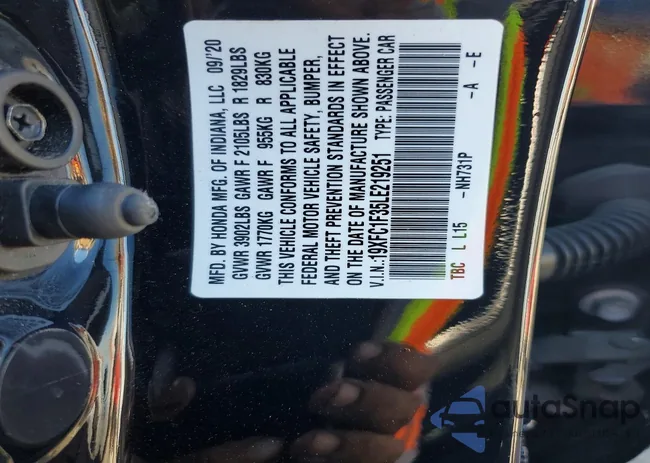 MFD. BY HONDA MFG. OF INDIANA, LLC 09/'20
GVWR 3902LBS GAWR F 2105LBS R 1829LBS
GVWR 1770KG GAWR F 955KG R 830KG
THIS VEHICLE CONFORMS TO ALL APPLICABLE
FEDERAL MOTOR VEHICLE SAFETY, BUMPER,
AND THEFT PREVENTION STANDARDS IN EFFECT
ON THE DATE OF MANUFACTURE SHOWN ABOVE.
V.I.N.: 19XFC1F35LE219251 TYPE: PASSENGER CAR
TBC L L15 -NH731P -A -E
autoSnap